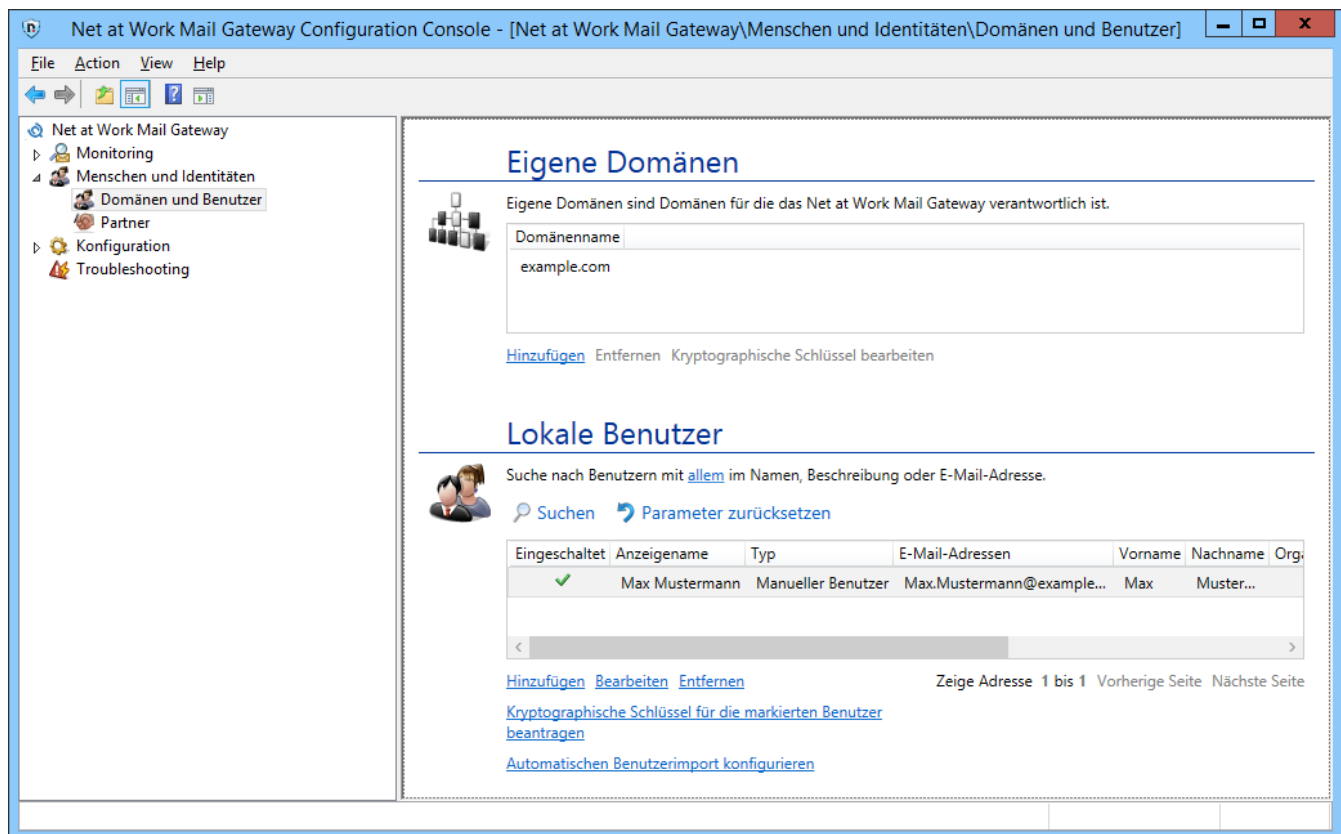 Net at Work Mail Gateway Configuration Console - [Net at Work Mail Gateway\Menschen und Identitäten\Domänen und Benutzer]
File Action View Help
Net at Work Mail Gateway
Monitoring
Menschen und Identitäten
Domänen und Benutzer
Partner
Konfiguration
Troubleshooting
Eigene Domänen
Eigene Domänen sind Domänen für die das Net at Work Mail Gateway verantwortlich ist.
Domänenname
example.com
Hinzufügen Entfernen Kryptographische Schlüssel bearbeiten
Lokale Benutzer
Suche nach Benutzern mit allem im Namen, Beschreibung oder E-Mail-Adresse.
Suchen Parameter zurücksetzen
Eingeschaltet Anzeigename Typ E-Mail-Adressen Vorname Nachname Orga
Max Mustermann Manueller Benutzer Max.Mustermann@example... Max Muster...
Hinzufügen Bearbeiten Entfernen Zeige Adresse 1 bis 1 Vorherige Seite Nächste Seite
Kryptographische Schlüssel für die markierten Benutzer
beantragen
Automatischen Benutzerimport konfigurieren